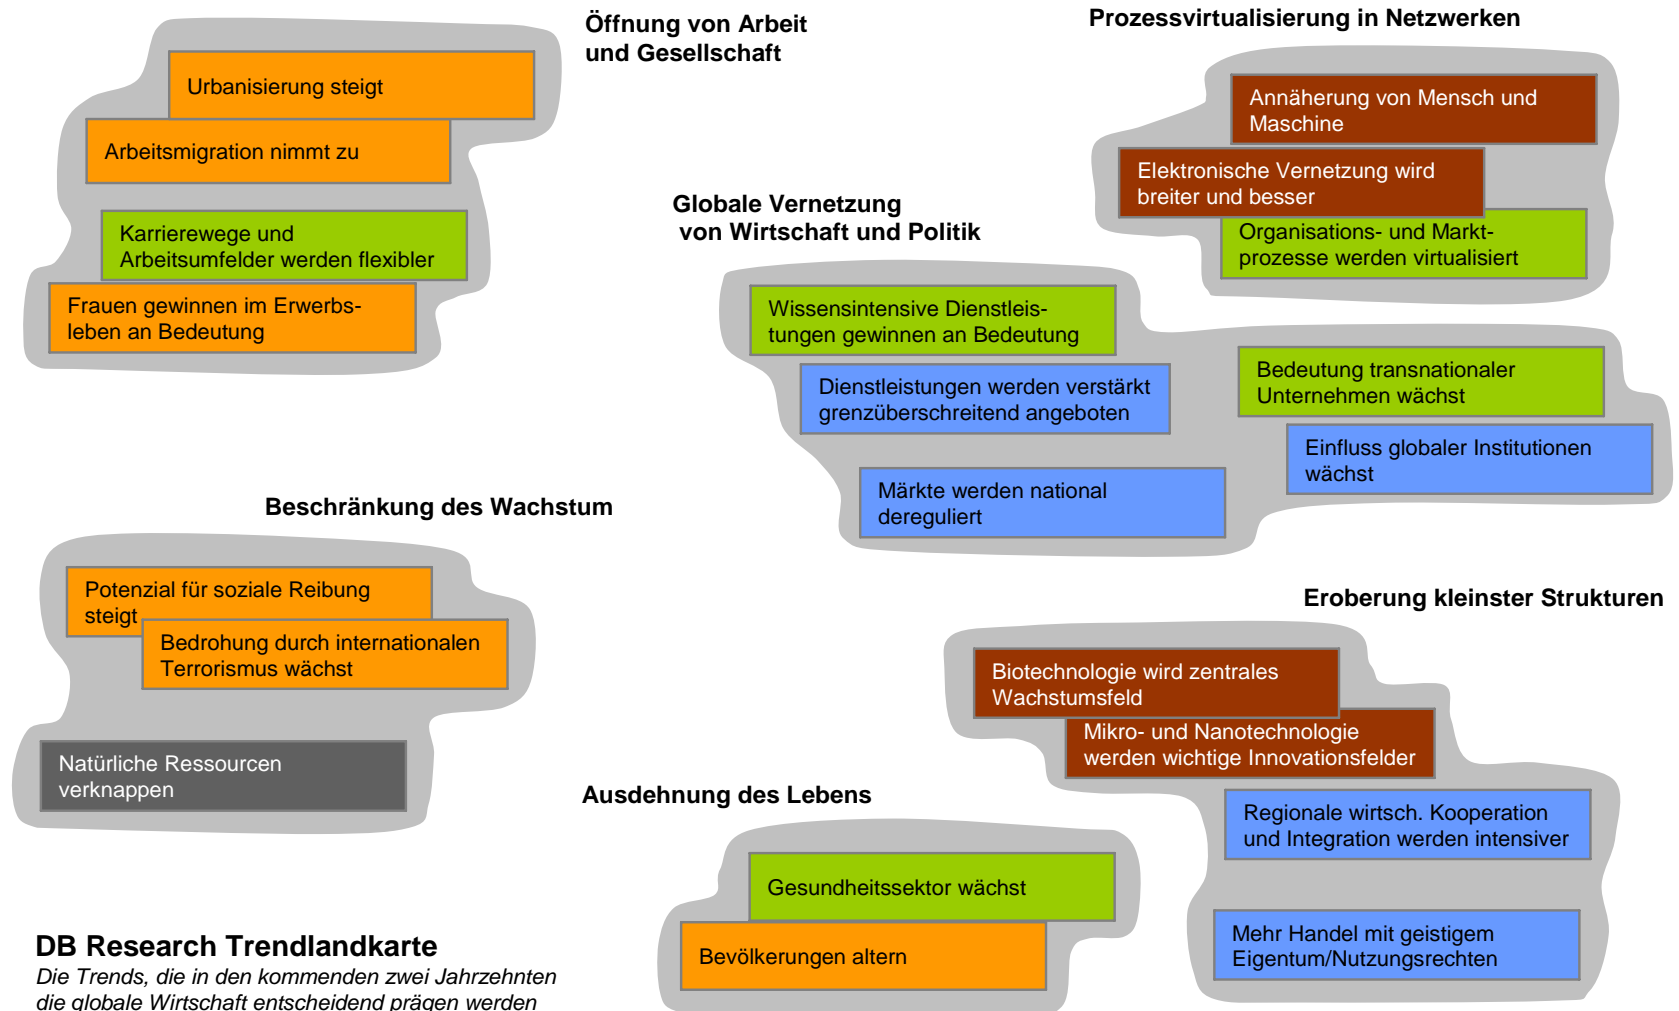 Öffnung von Arbeit
und Gesellschaft
Urbanisierung steigt
Arbeitsmigration nimmt zu
Karrierewege und
Arbeitsumfelder werden flexibler
Frauen gewinnen im Erwerbs-
leben an Bedeutung
Prozessvirtualisierung in Netzwerken
Annäherung von Mensch und
Maschine
Elektronische Vernetzung wird
breiter und besser
Organisations- und Markt-
prozesse werden virtualisiert
Globale Vernetzung
von Wirtschaft und Politik
Wissensintensive Dienstleis-
tungen gewinnen an Bedeutung
Dienstleistungen werden verstärkt
grenzüberschreitend angeboten
Märkte werden national
dereguliert
Bedeutung transnationaler
Unternehmen wächst
Einfluss globaler Institutionen
wächst
Beschränkung des Wachstum
Potenzial für soziale Reibung
steigt
Bedrohung durch internationalen
Terrorismus wächst
Natürliche Ressourcen
verknappen
Eroberung kleinster Strukturen
Biotechnologie wird zentrales
Wachstumsfeld
Mikro- und Nanotechnologie
werden wichtige Innovationsfelder
Regionale wirtsch. Kooperation
und Integration werden intensiver
Mehr Handel mit geistigem
Eigentum/Nutzungsrechten
Ausdehnung des Lebens
Gesundheitssektor wächst
Bevölkerungen altern
DB Research Trendlandkarte
Die Trends, die in den kommenden zwei Jahrzehnten
die globale Wirtschaft entscheidend prägen werden